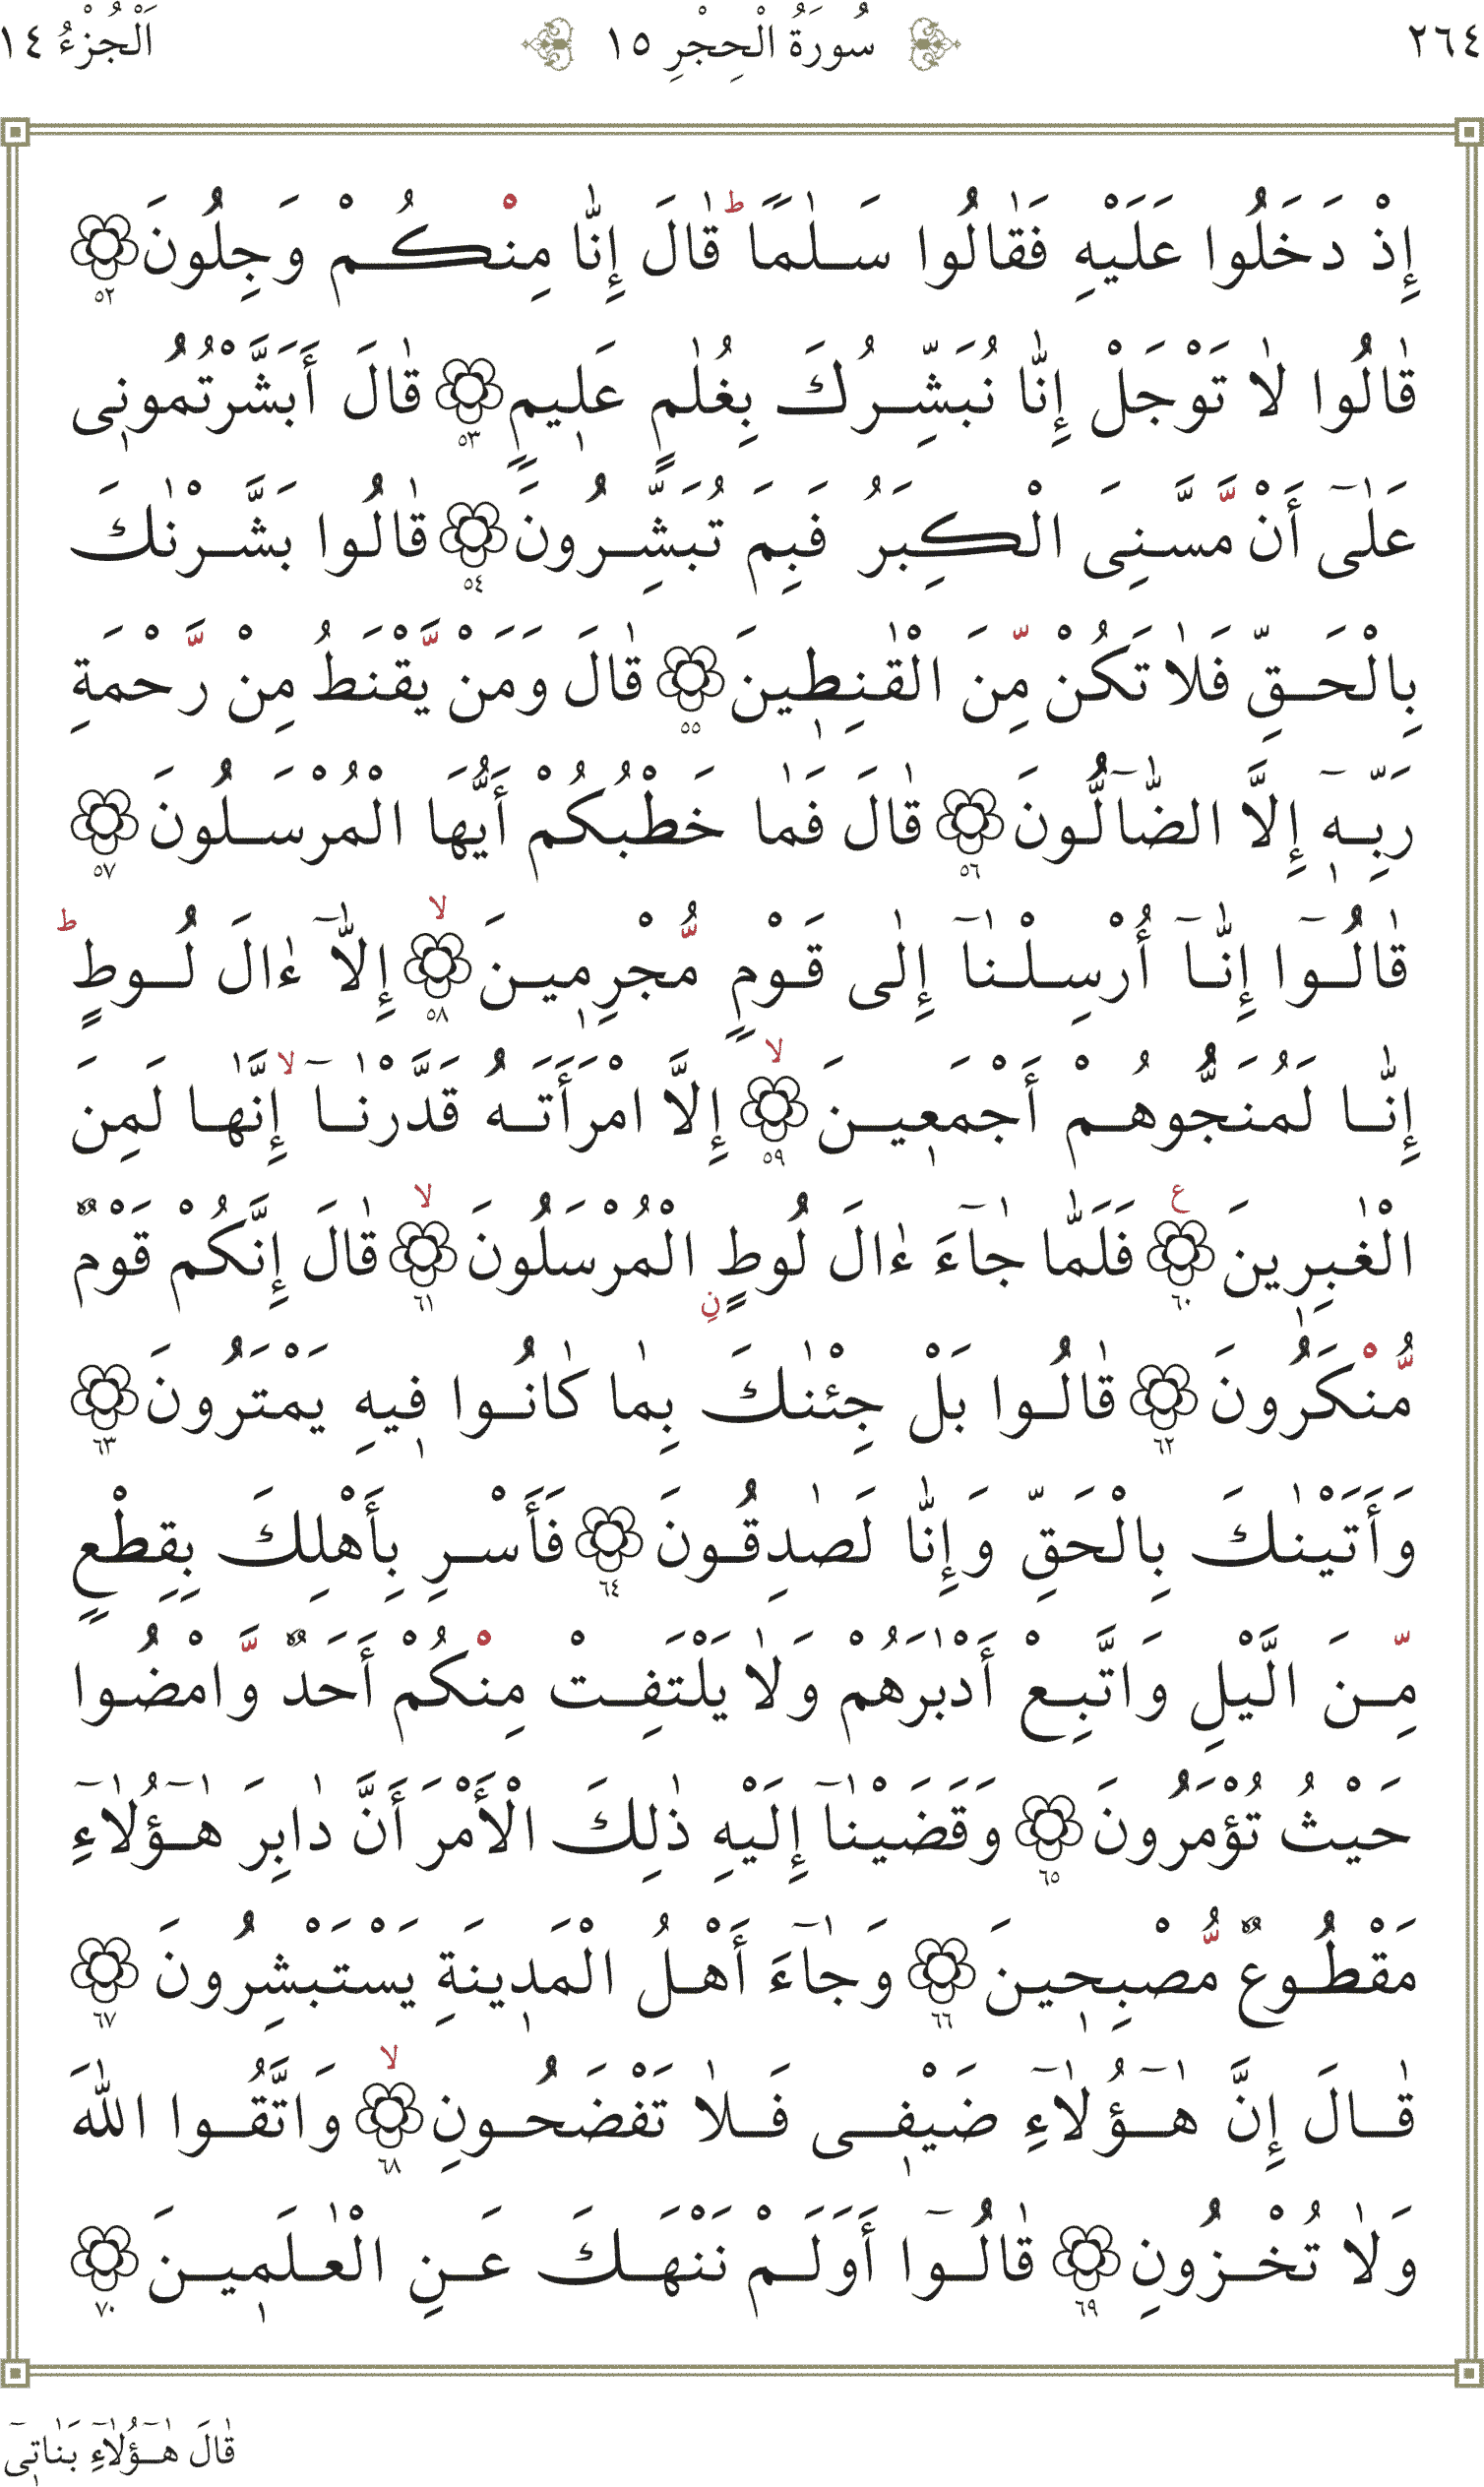 ٢٦٤ سُورَةُ الْحِجْرِ ١٥ اَلْجُزْءُ ١٤
إِذْ دَخَلُوا عَلَيْهِ فَقَالُوا سَلٰمًا ۜط قَالَ إِنَّا مِنْكُمْ وَجِلُونَ ٥٢
قَالُوا لَا تَوْجَلْ إِنَّا نُبَشِّرُكَ بِغُلٰمٍ عَلِيمٍ ٥٣ قَالَ أَبَشَّرْتُمُونِى
عَلٰٓى أَنْ مَّسَّنِىَ الْكِبَرُ فَبِمَ تُبَشِّرُونَ ٥٤ قَالُوا بَشَّرْنٰكَ
بِالْحَقِّ فَلَا تَكُنْ مِّنَ الْقٰنِطِينَ ٥٥ قَالَ وَمَنْ يَّقْنَطُ مِنْ رَّحْمَةِ
رَبِّهِٓ إِلَّا الضَّآلُّونَ ٥٦ قَالَ فَمَا خَطْبُكُمْ أَيُّهَا الْمُرْسَلُونَ ٥٧
قَالُوٓا إِنَّآ أُرْسِلْنَآ إِلٰى قَوْمٍ مُّجْرِمِينَ لا ٥٨ إِلَّآ ءَالَ لُوطٍ ط
إِنَّا لَمُنَجُّوهُمْ أَجْمَعِينَ لا ٥٩ إِلَّا امْرَأَتَهُ قَدَّرْنَآ لا إِنَّهَا لَمِنَ
الْغٰبِرِينَ ع ٦٠ فَلَمَّا جَآءَ ءَالَ لُوطٍ نِ الْمُرْسَلُونَ لا ٦١ قَالَ إِنَّكُمْ قَوْمٌ
مُّنْكَرُونَ ٦٢ قَالُوا بَلْ جِئْنٰكَ بِمَا كَانُوا فِيهِ يَمْتَرُونَ ٦٣
وَأَتَيْنٰكَ بِالْحَقِّ وَإِنَّا لَصٰدِقُونَ ٦٤ فَأَسْرِ بِأَهْلِكَ بِقِطْعٍ
مِّنَ الَّيْلِ وَاتَّبِعْ أَدْبٰرَهُمْ وَلَا يَلْتَفِتْ مِنْكُمْ أَحَدٌ وَّامْضُوا
حَيْثُ تُؤْمَرُونَ ٦٥ وَقَضَيْنَآ إِلَيْهِ ذٰلِكَ الْأَمْرَ أَنَّ دَابِرَ هٰٓؤُلَآءِ
مَقْطُوعٌ مُّصْبِحِينَ ٦٦ وَجَآءَ أَهْلُ الْمَدِينَةِ يَسْتَبْشِرُونَ ٦٧
قَالَ إِنَّ هٰٓؤُلَآءِ ضَيْفِى فَلَا تَفْضَحُونِ لا ٦٨ وَاتَّقُوا اللّٰهَ
وَلَا تُخْزُونِ ٦٩ قَالُوٓا أَوَلَمْ نَنْهَكَ عَنِ الْعٰلَمِينَ ٧٠
قَالَ هٰٓؤُلَآءِ بَنَاتِىٓ